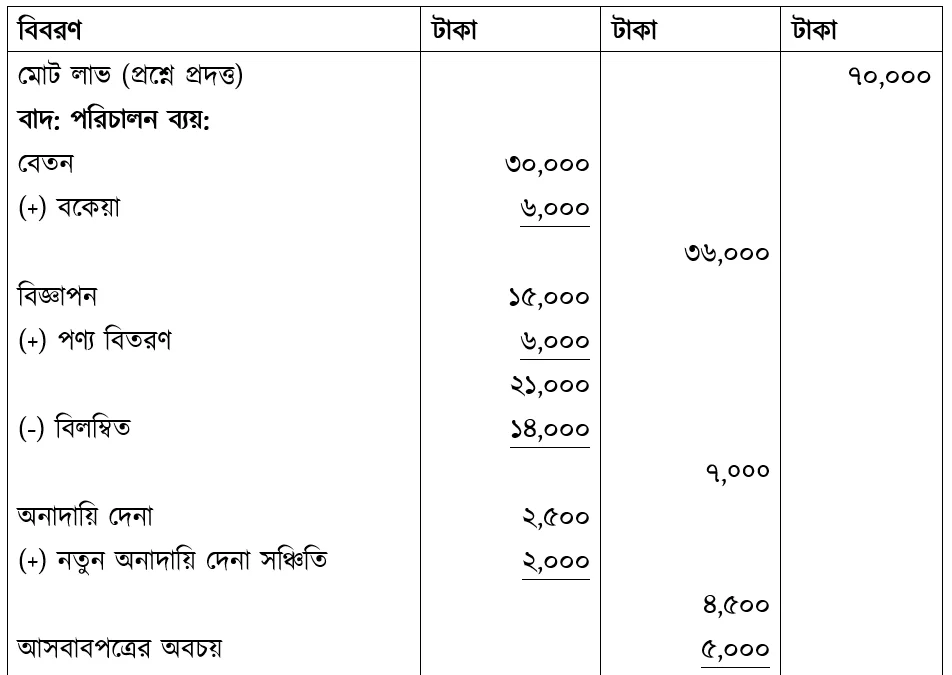 বিবরণ টাকা টাকা টাকা
মোট লাভ (প্রশ্নে প্রদত্ত) ৭০,০০০
বাদ: পরিচালন ব্যয়:
বেতন ৩০,০০০
(+) বকেয়া ৬,০০০
৩৬,০০০
বিজ্ঞাপন ১৫,০০০
(+) পণ্য বিতরণ ৬,০০০
২১,০০০
(-) বিলম্বিত ১৪,০০০
৭,০০০
অনাদায়ি দেনা ২,৫০০
(+) নতুন অনাদায়ি দেনা সঞ্চিতি ২,০০০
৪,৫০০
আসবাবপত্রের অবচয় ৫,০০০